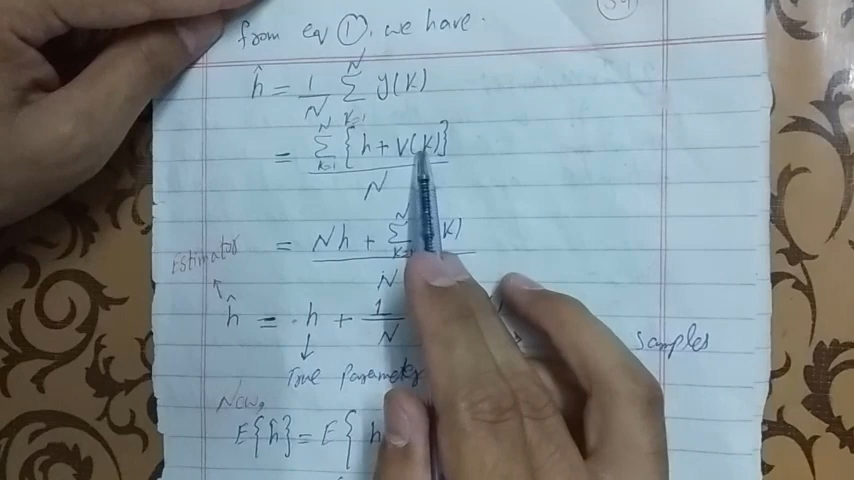 from eq ①, we have.
ĥ = 1/N Σ_{k=1}^{N} y(k)
= Σ_{k=1}^{N} {h + v(k)} / N
= Nh + Σ_{k=1}^{N} k) / N
Estimator
ĥ = h + 1/N
Samples
True Parameter
Now,
E{ĥ} = E{ h